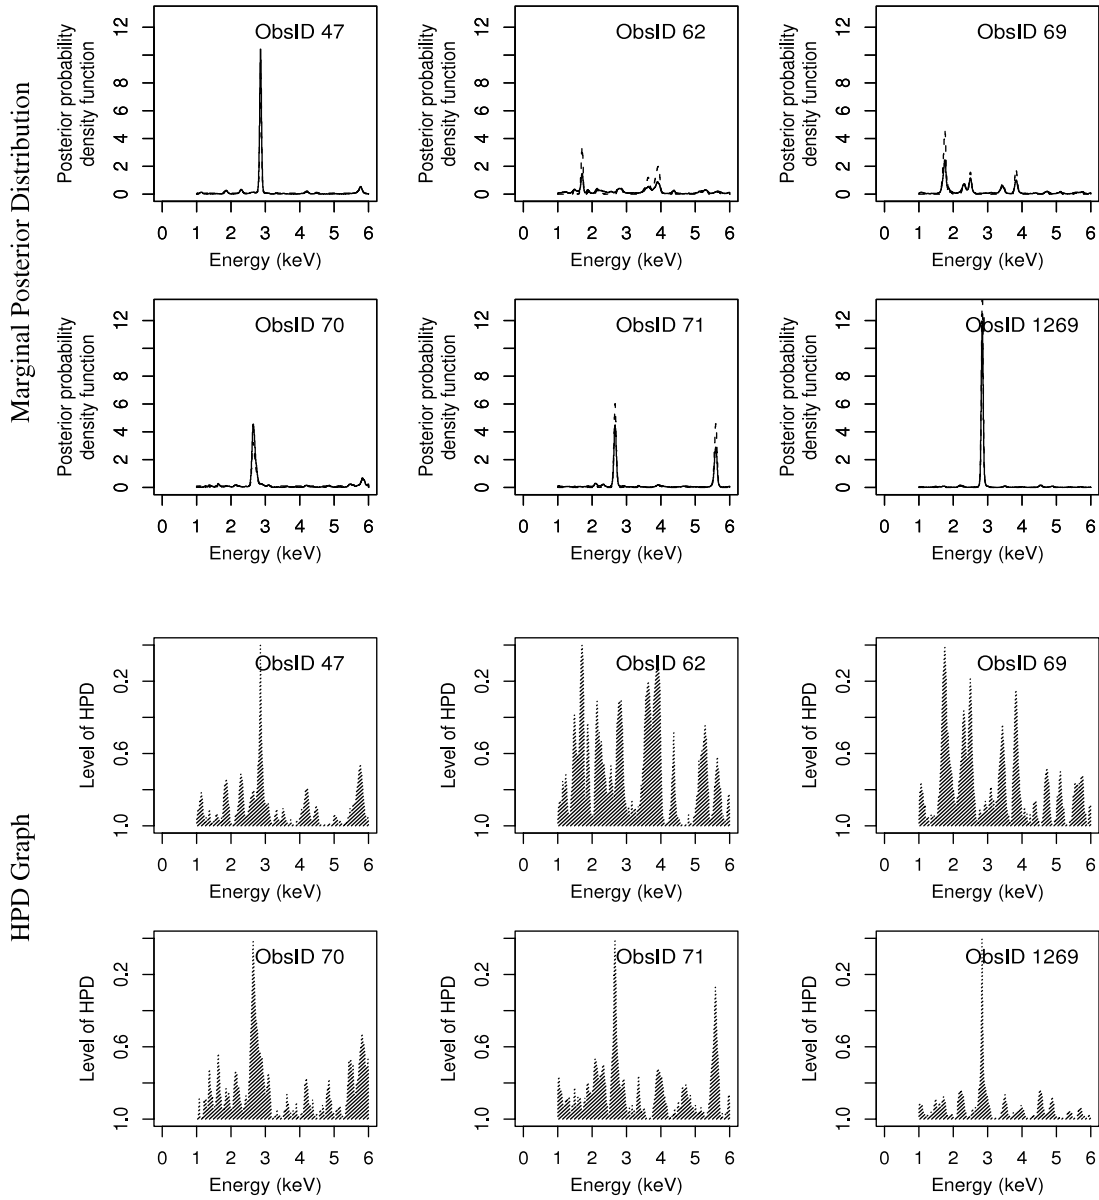 Marginal Posterior Distribution
Posterior probability
density function
0 2 4 6 8 12
ObsID 47
0 1 2 3 4 5 6
Energy (keV)
Posterior probability
density function
0 2 4 6 8 12
ObsID 62
0 1 2 3 4 5 6
Energy (keV)
Posterior probability
density function
0 2 4 6 8 12
ObsID 69
0 1 2 3 4 5 6
Energy (keV)
Posterior probability
density function
0 2 4 6 8 12
ObsID 70
0 1 2 3 4 5 6
Energy (keV)
Posterior probability
density function
0 2 4 6 8 12
ObsID 71
0 1 2 3 4 5 6
Energy (keV)
Posterior probability
density function
0 2 4 6 8 12
ObsID 1269
0 1 2 3 4 5 6
Energy (keV)
HPD Graph
Level of HPD
1.0 0.6 0.2
ObsID 47
0 1 2 3 4 5 6
Energy (keV)
Level of HPD
1.0 0.6 0.2
ObsID 62
0 1 2 3 4 5 6
Energy (keV)
Level of HPD
1.0 0.6 0.2
ObsID 69
0 1 2 3 4 5 6
Energy (keV)
Level of HPD
1.0 0.6 0.2
ObsID 70
0 1 2 3 4 5 6
Energy (keV)
Level of HPD
1.0 0.6 0.2
ObsID 71
0 1 2 3 4 5 6
Energy (keV)
Level of HPD
1.0 0.6 0.2
ObsID 1269
0 1 2 3 4 5 6
Energy (keV)